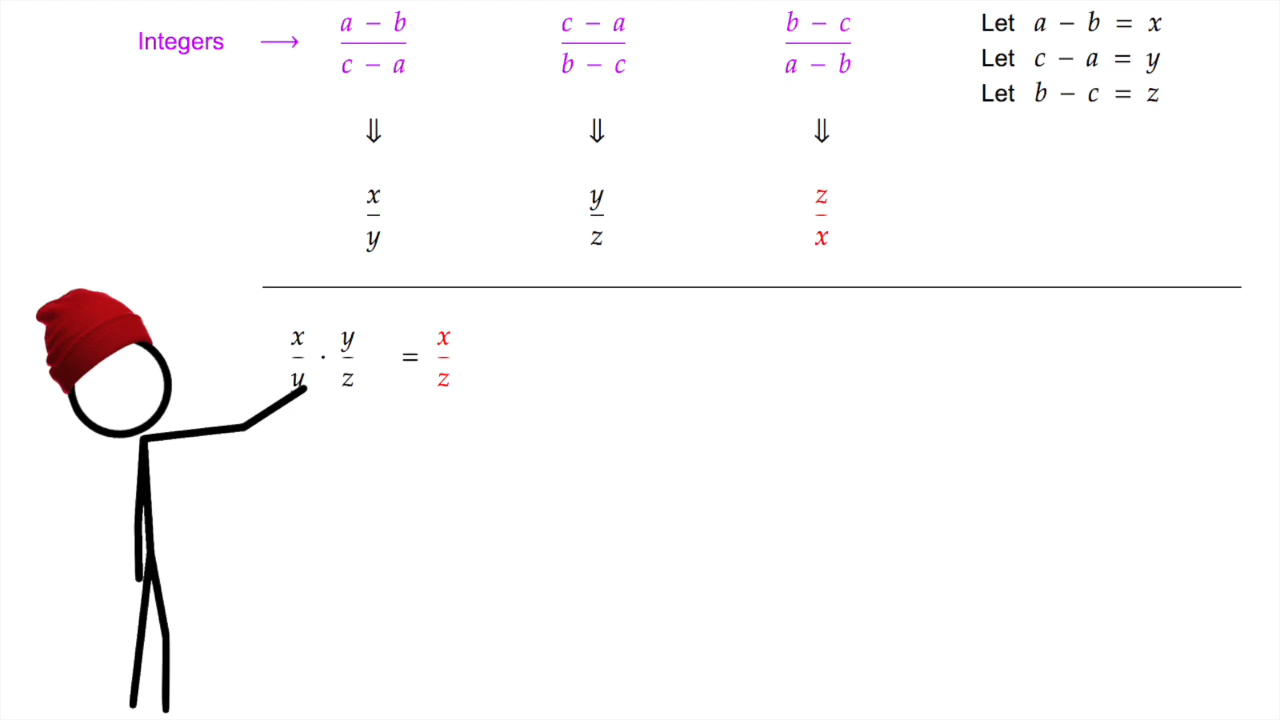 Integers ⟶ a − b / c − a    c − a / b − c    b − c / a − b
Let a − b = x
Let c − a = y
Let b − c = z
⇓ ⇓ ⇓
x / y    y / z    z / x
x / y · y / z = x / z